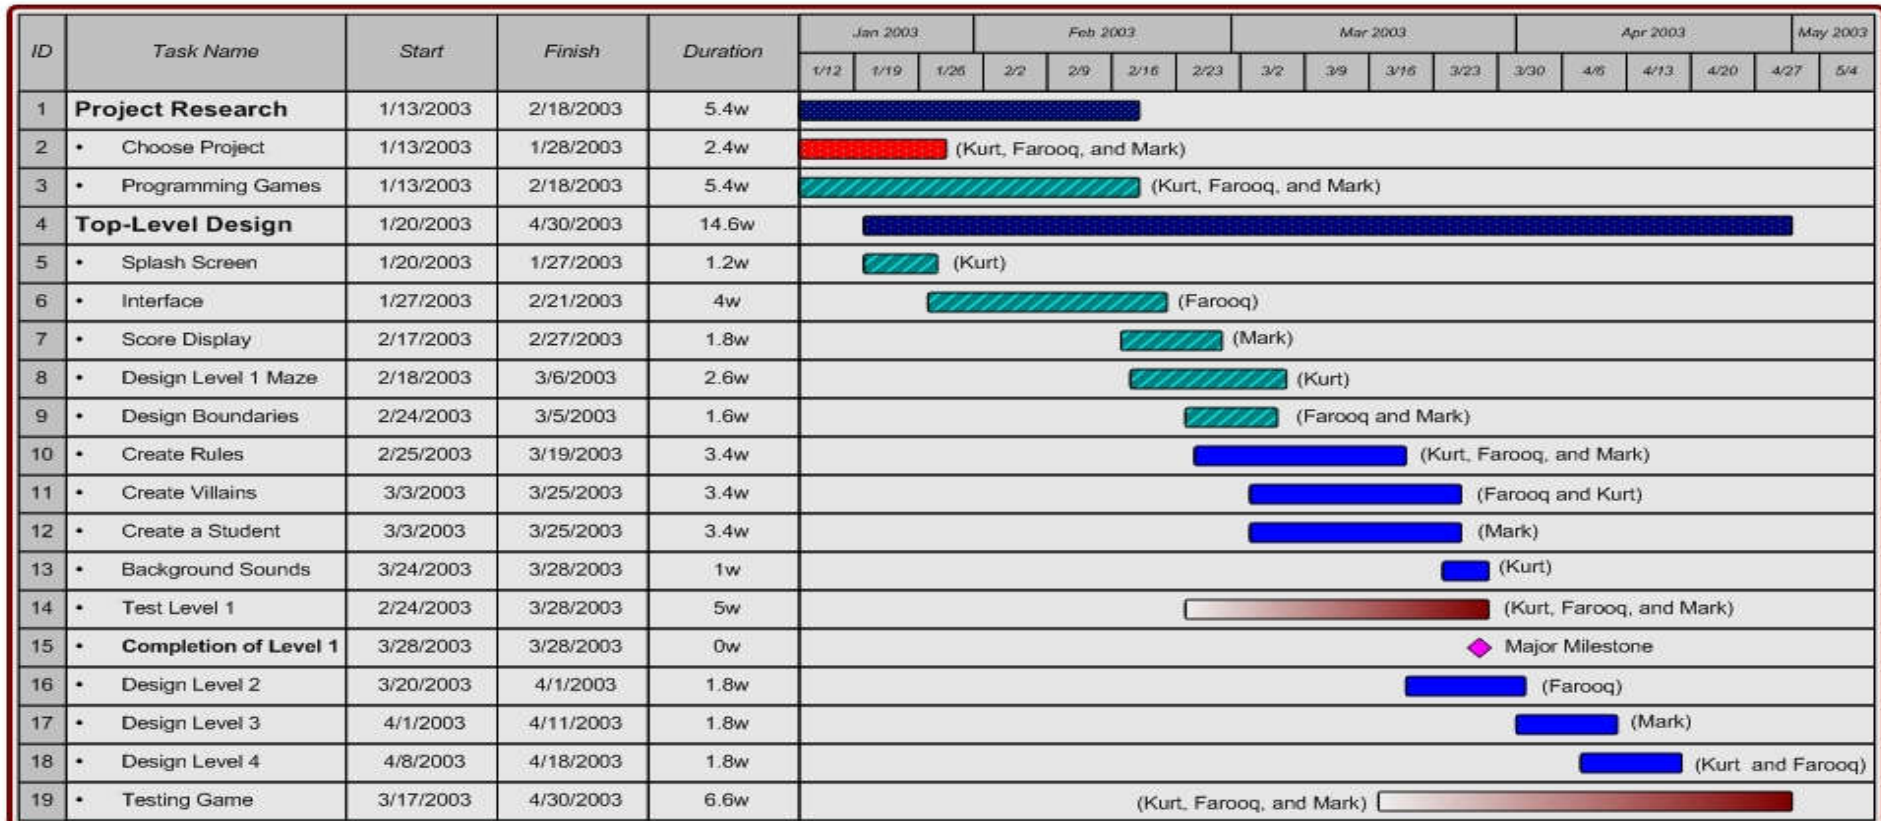 ID Task Name Start Finish Duration Jan 2003 Feb 2003 Mar 2003 Apr 2003 May 2003
1/12 1/19 1/26 2/2 2/9 2/16 2/23 3/2 3/9 3/16 3/23 3/30 4/6 4/13 4/20 4/27 5/4
1 Project Research 1/13/2003 2/18/2003 5.4w
2 • Choose Project 1/13/2003 1/28/2003 2.4w (Kurt, Farooq, and Mark)
3 • Programming Games 1/13/2003 2/18/2003 5.4w (Kurt, Farooq, and Mark)
4 Top-Level Design 1/20/2003 4/30/2003 14.6w
5 • Splash Screen 1/20/2003 1/27/2003 1.2w (Kurt)
6 • Interface 1/27/2003 2/21/2003 4w (Farooq)
7 • Score Display 2/17/2003 2/27/2003 1.8w (Mark)
8 • Design Level 1 Maze 2/18/2003 3/6/2003 2.6w (Kurt)
9 • Design Boundaries 2/24/2003 3/5/2003 1.6w (Farooq and Mark)
10 • Create Rules 2/25/2003 3/19/2003 3.4w (Kurt, Farooq, and Mark)
11 • Create Villains 3/3/2003 3/25/2003 3.4w (Farooq and Kurt)
12 • Create a Student 3/3/2003 3/25/2003 3.4w (Mark)
13 • Background Sounds 3/24/2003 3/28/2003 1w (Kurt)
14 • Test Level 1 2/24/2003 3/28/2003 5w (Kurt, Farooq, and Mark)
15 • Completion of Level 1 3/28/2003 3/28/2003 0w Major Milestone
16 • Design Level 2 3/20/2003 4/1/2003 1.8w (Farooq)
17 • Design Level 3 4/1/2003 4/11/2003 1.8w (Mark)
18 • Design Level 4 4/8/2003 4/18/2003 1.8w (Kurt and Farooq)
19 • Testing Game 3/17/2003 4/30/2003 6.6w (Kurt, Farooq, and Mark)